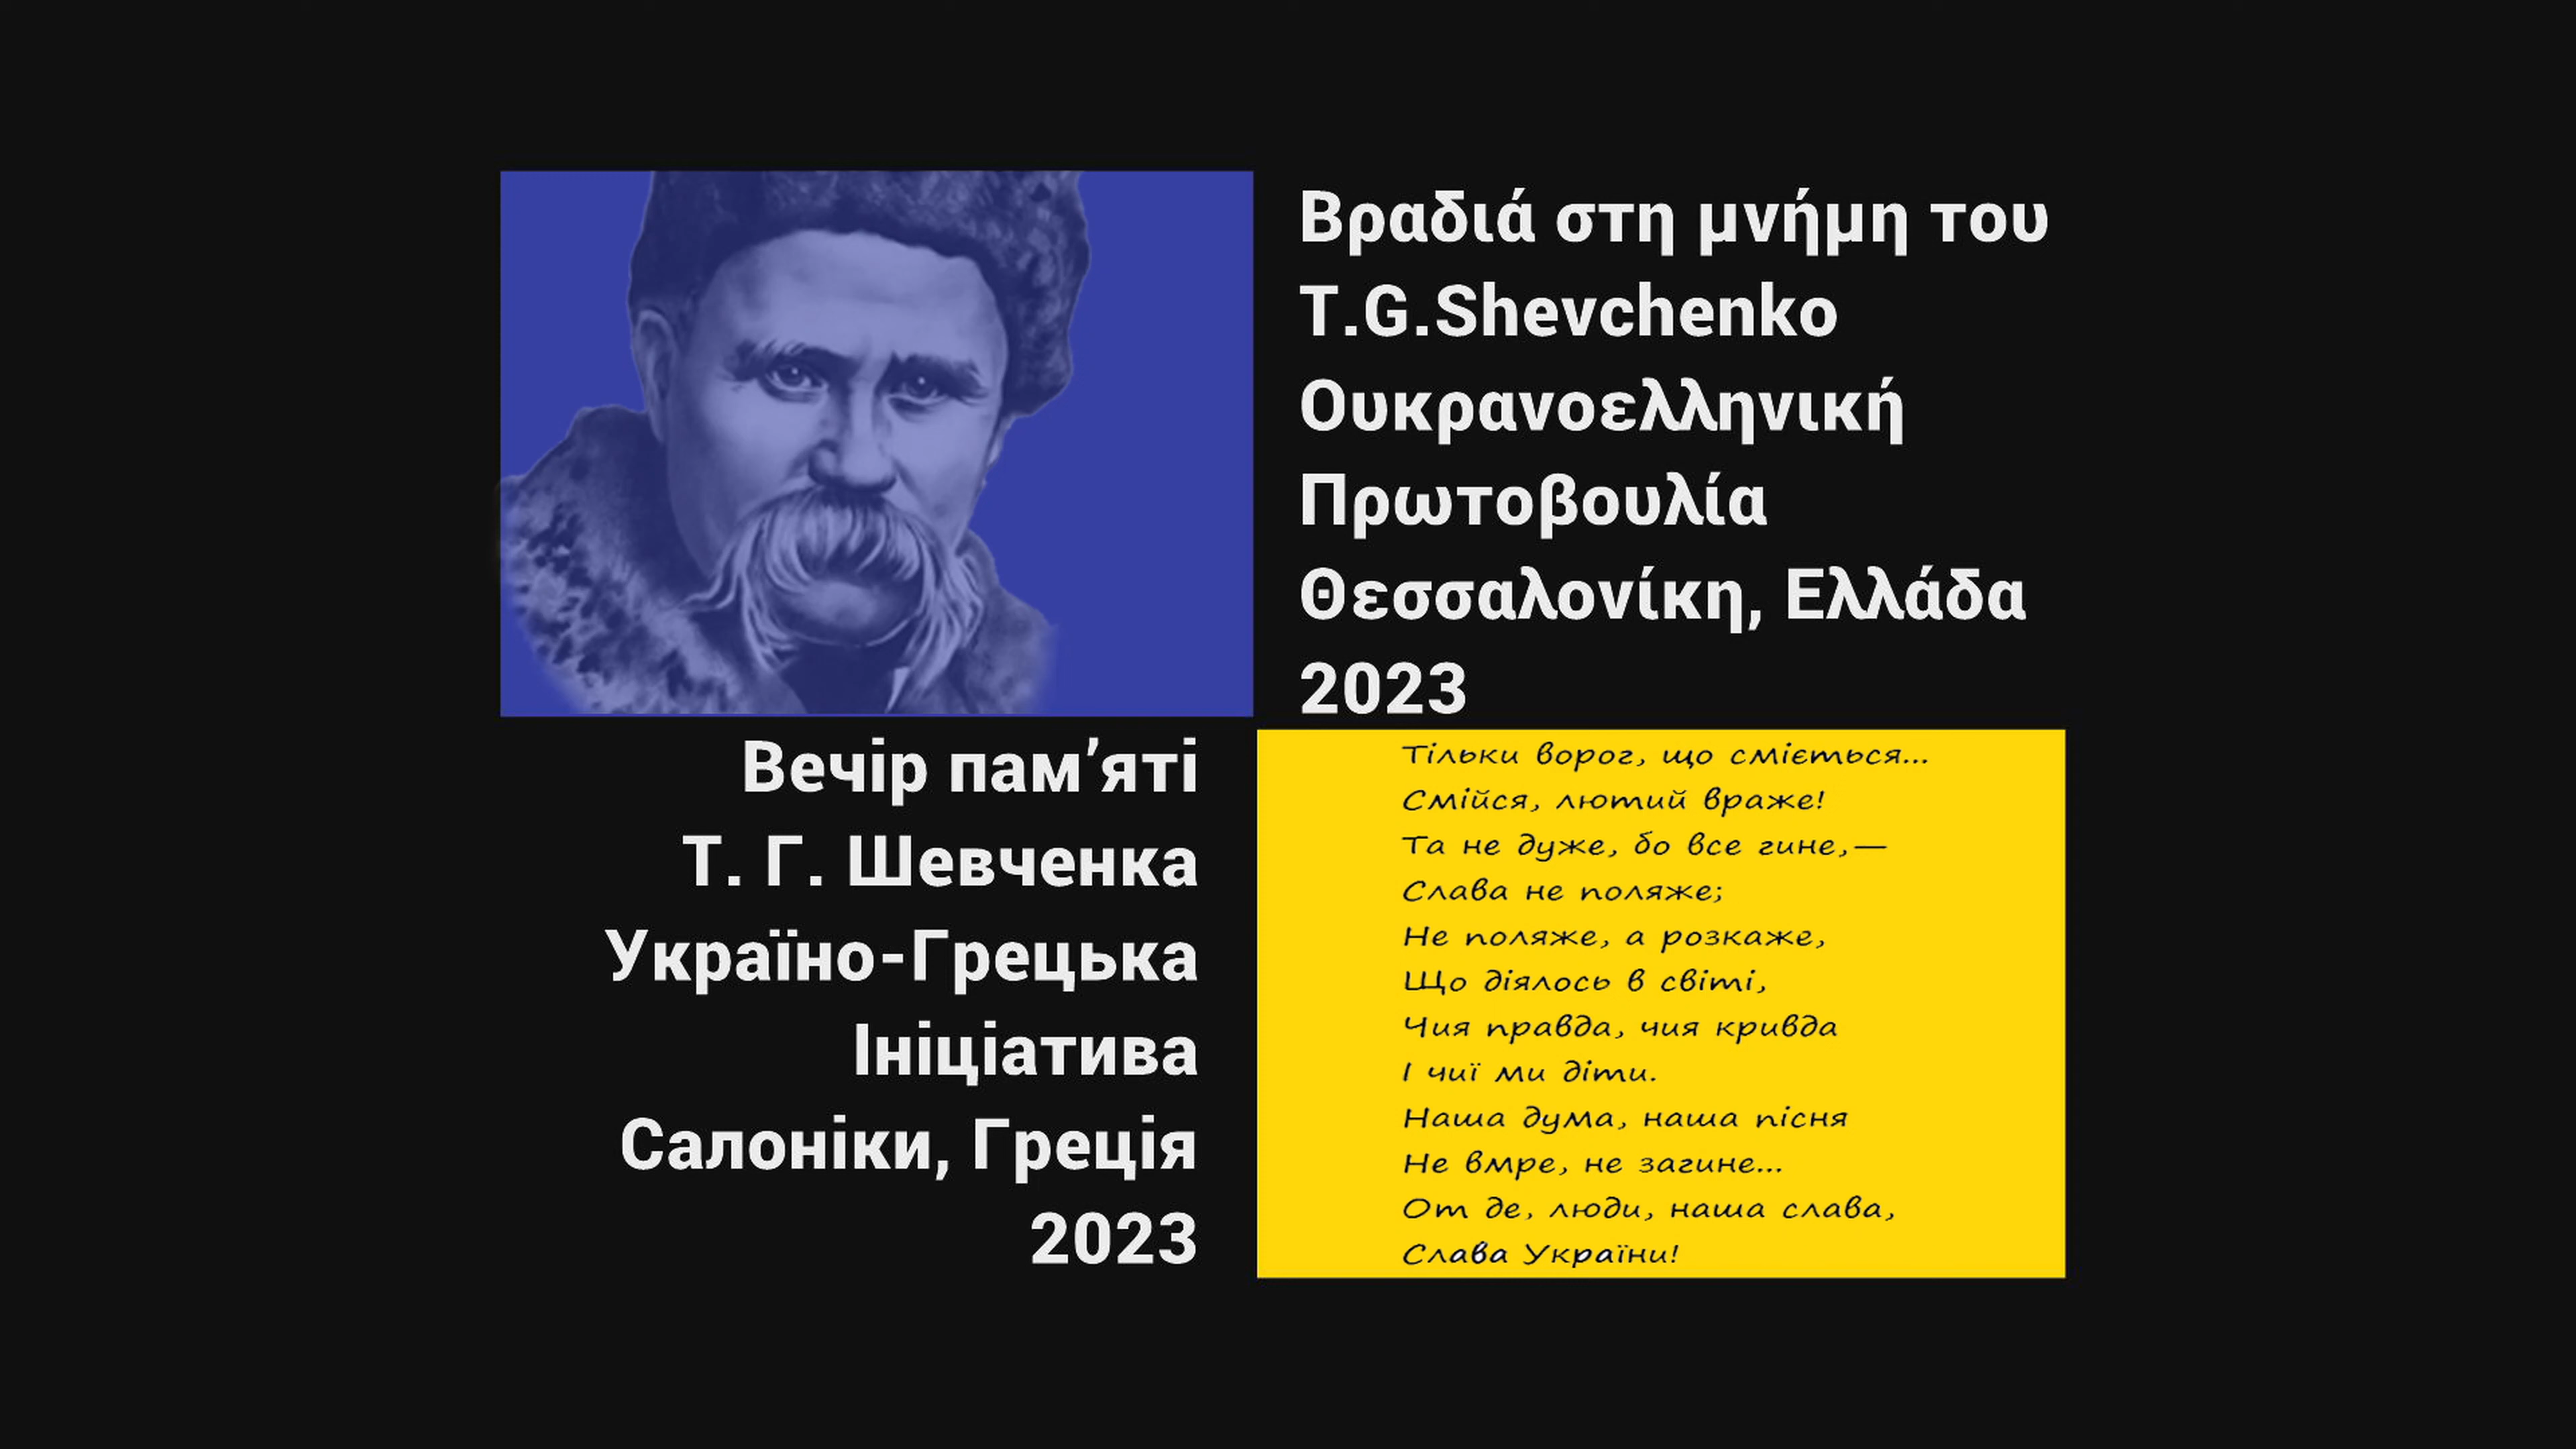 Βραδιά στη μνήμη του
T.G.Shevchenko
Ουκρανοελληνική
Πρωτοβουλία
Θεσσαλονίκη, Ελλάδα
2023
Вечір пам’яті
Т. Г. Шевченка
Україно-Грецька
Ініціатива
Салоніки, Греція
2023
Тільки ворог, що сміється...
Смійся, лютий враже!
Та не дуже, бо все гине,—
Слава не поляже;
Не поляже, а розкаже,
Що діялось в світі,
Чия правда, чия кривда
І чиї ми діти.
Наша дума, наша пісня
Не вмре, не загине...
От де, люди, наша слава,
Слава України!